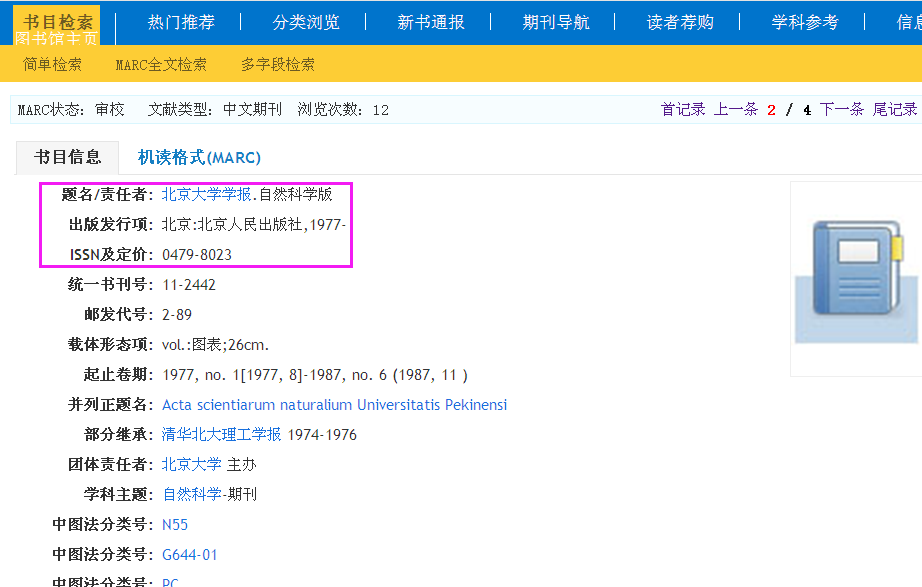 书目检索 热门推荐 分类浏览 新书通报 期刊导航 读者荐购 学科参考
图书馆主页
简单检索 MARC全文检索 多字段检索
MARC状态: 审校 文献类型: 中文期刊 浏览次数: 12 首记录 上一条 2 / 4 下一条 尾记录
书目信息 机读格式(MARC)
题名/责任者: 北京大学学报.自然科学版
出版发行项: 北京:北京人民出版社,1977-
ISSN及定价: 0479-8023
统一书刊号: 11-2442
邮发代号: 2-89
载体形态项: vol.:图表;26cm.
起止卷期: 1977, no. 1[1977, 8]-1987, no. 6 (1987, 11 )
并列正题名: Acta scientiarum naturalium Universitatis Pekinensi
部分继承: 清华北大理工学报 1974-1976
团体责任者: 北京大学 主办
学科主题: 自然科学-期刊
中图法分类号: N55
中图法分类号: G644-01
中图法分类号: PC